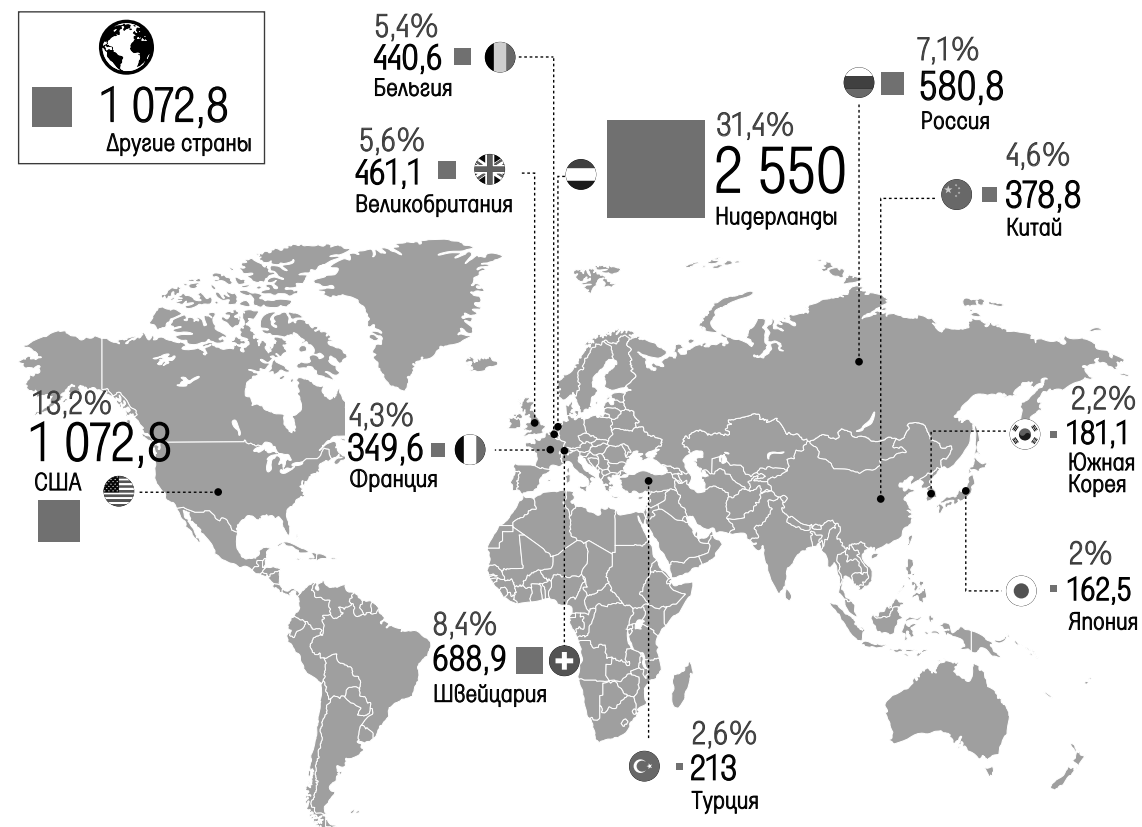 1 072,8
Другие страны
5,4%
440,6
Бельгия
5,6%
461,1
Великобритания
31,4%
2 550
Нидерланды
7,1%
580,8
Россия
4,6%
378,8
Китай
13,2%
1 072,8
США
4,3%
349,6
Франция
2,2%
181,1
Южная
Корея
2%
162,5
Япония
8,4%
688,9
Швейцария
2,6%
213
Турция